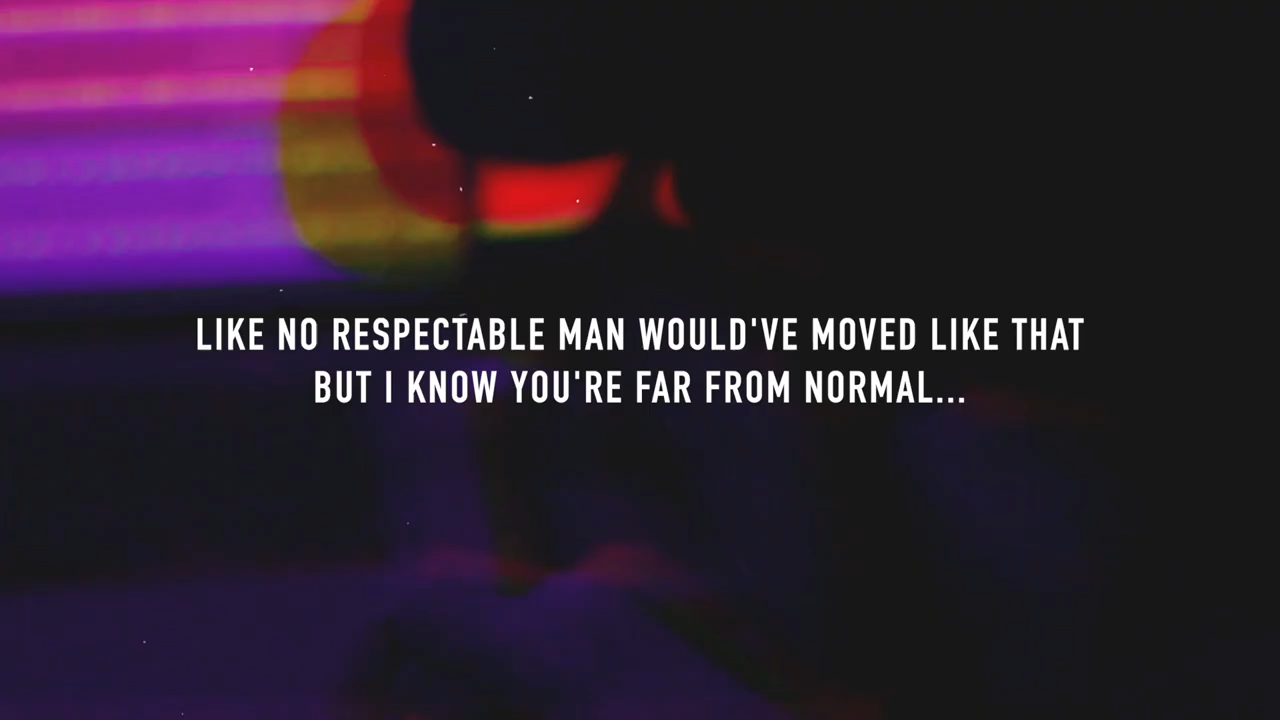 LIKE NO RESPECTABLE MAN WOULD'VE MOVED LIKE THAT
BUT I KNOW YOU'RE FAR FROM NORMAL...